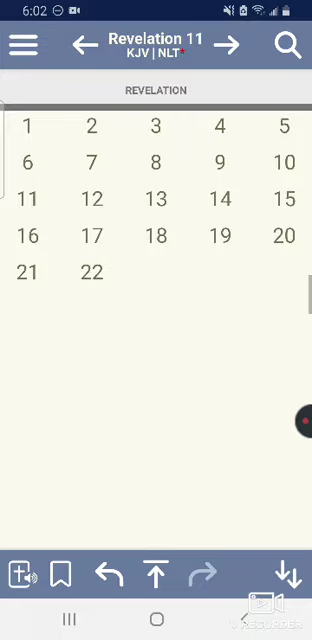 6:02
Revelation 11
KJV | NLT*
REVELATION
1 2 3 4 5
6 7 8 9 10
11 12 13 14 15
16 17 18 19 20
21 22
V RECORDER